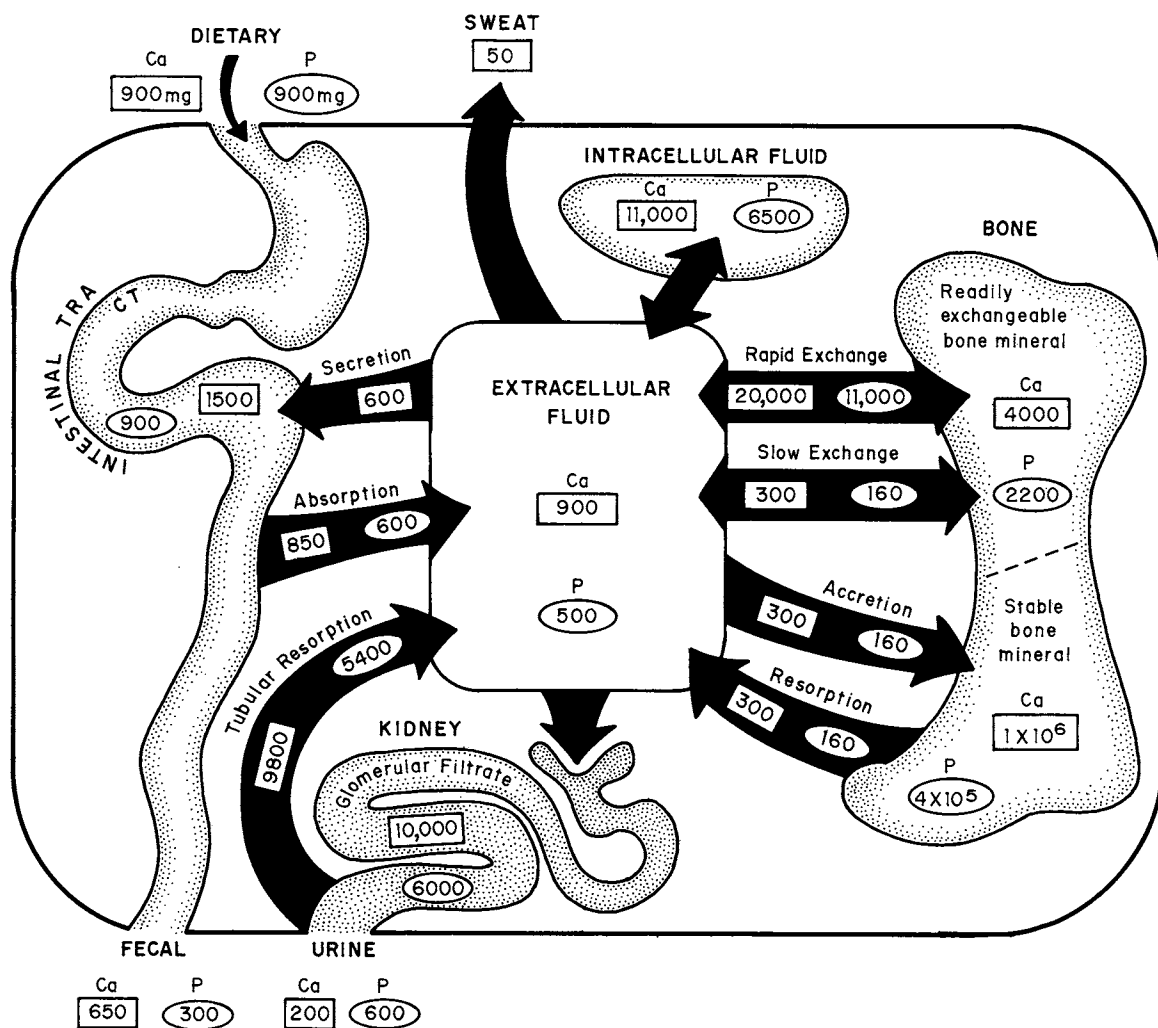 DIETARY
Ca
P
900mg
900mg
SWEAT
50
INTRACELLULAR FLUID
Ca
P
11,000
6500
BONE
Readily
exchangeable
bone mineral
Ca
4000
P
2200
Stable
bone
mineral
Ca
1 X 10⁶
P
4X10⁵
INTESTINAL TRACT
900
1500
Secretion
600
Absorption
850
600
EXTRACELLULAR
FLUID
Ca
900
P
500
Rapid Exchange
20,000
11,000
Slow Exchange
300
160
Accretion
300
160
Resorption
300
160
Tubular Resorption
9800
5400
KIDNEY
Glomerular Filtrate
10,000
6000
FECAL
Ca
P
650
300
URINE
Ca
P
200
600